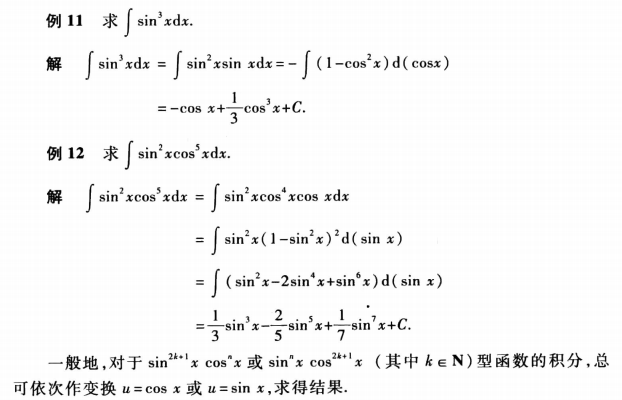 例 11 求∫sin³xdx.
解 ∫sin³xdx = ∫sin²xsin xdx = -∫(1-cos²x)d(cosx)
= -cos x+1/3cos³x+C.
例 12 求∫sin²xcos⁵xdx.
解 ∫sin²xcos⁵xdx = ∫sin²xcos⁴xcos xdx
= ∫sin²x(1-sin²x)²d(sin x)
= ∫(sin²x-2sin⁴x+sin⁶x)d(sin x)
= 1/3sin³x-2/5sin⁵x+1/7sin⁷x+C.
一般地,对于 sin²ᵏ⁺¹x cosⁿx 或 sinⁿx cos²ᵏ⁺¹x (其中 k∈N)型函数的积分,总
可依次作变换 u=cos x 或 u=sin x,求得结果.